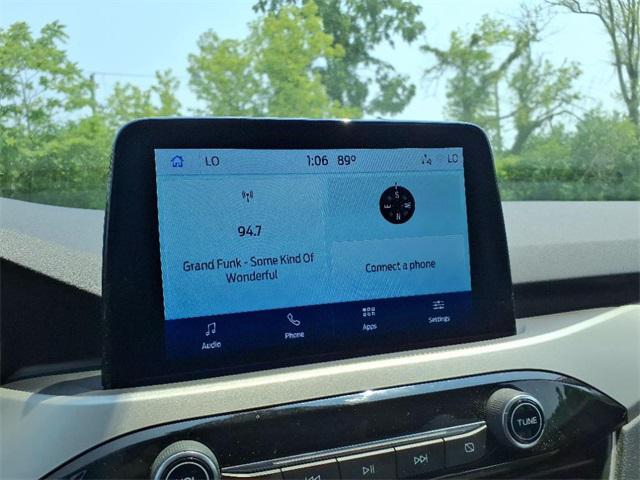 LO 1:06 89° LO
94.7
Grand Funk - Some Kind Of
Wonderful
S
E W
N
Connect a phone
Audio Phone Apps Settings
VOL
TUNE